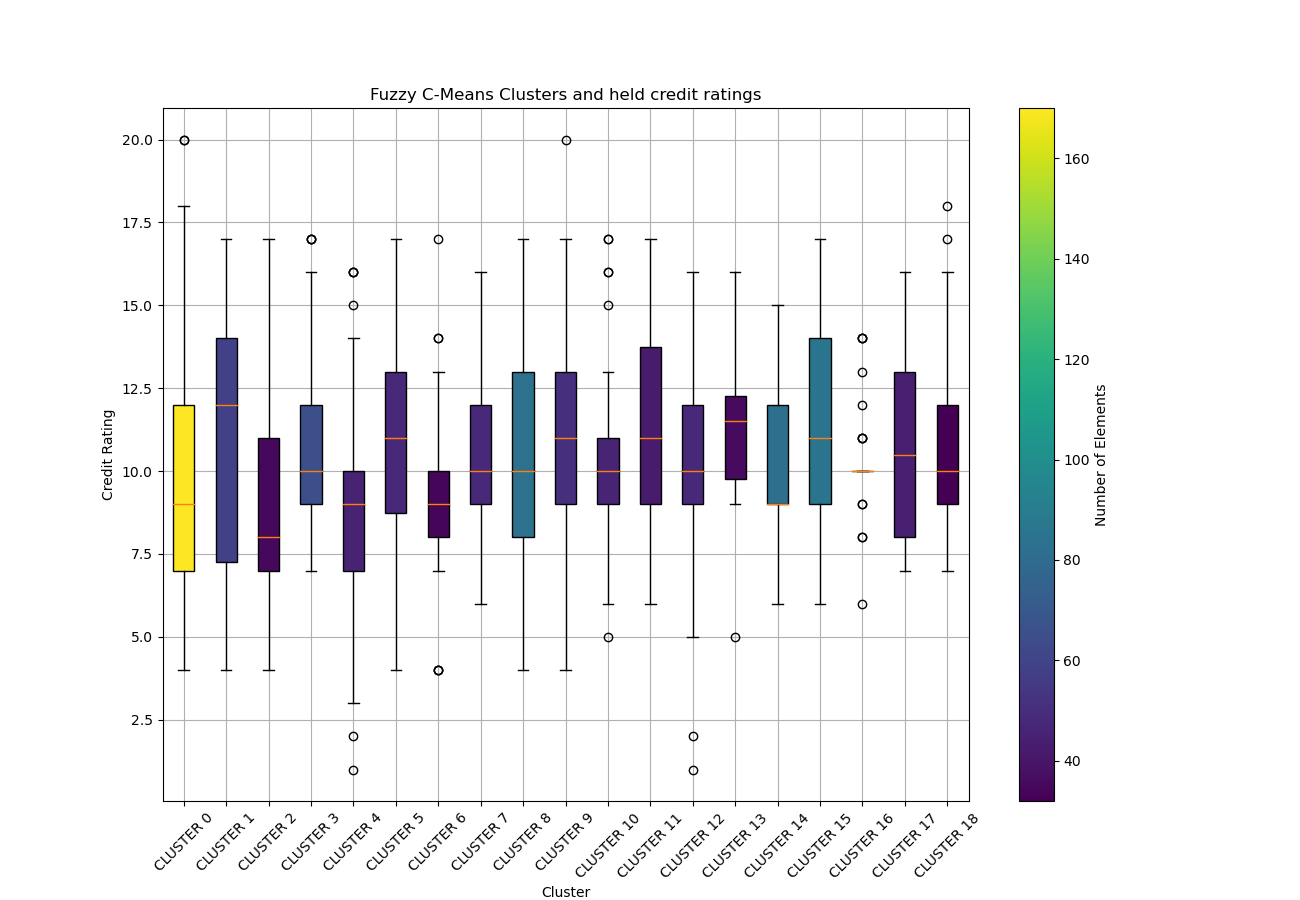 Fuzzy C-Means Clusters and held credit ratings
20.0
17.5
15.0
12.5
10.0
7.5
5.0
2.5
Credit Rating
CLUSTER 0
CLUSTER 1
CLUSTER 2
CLUSTER 3
CLUSTER 4
CLUSTER 5
CLUSTER 6
CLUSTER 7
CLUSTER 8
CLUSTER 9
CLUSTER 10
CLUSTER 11
CLUSTER 12
CLUSTER 13
CLUSTER 14
CLUSTER 15
CLUSTER 16
CLUSTER 17
CLUSTER 18
Cluster
160
140
120
100
80
60
40
Number of Elements